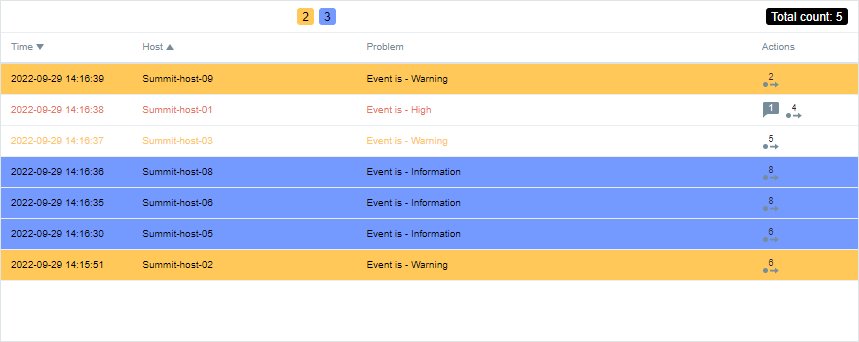 2 3 Total count: 5
Time Host Problem Actions
2022-09-29 14:16:39 Summit-host-09 Event is - Warning 2
2022-09-29 14:16:38 Summit-host-01 Event is - High 1 4
2022-09-29 14:16:37 Summit-host-03 Event is - Warning 5
2022-09-29 14:16:36 Summit-host-08 Event is - Information 8
2022-09-29 14:16:35 Summit-host-06 Event is - Information 8
2022-09-29 14:16:30 Summit-host-05 Event is - Information 6
2022-09-29 14:15:51 Summit-host-02 Event is - Warning 6